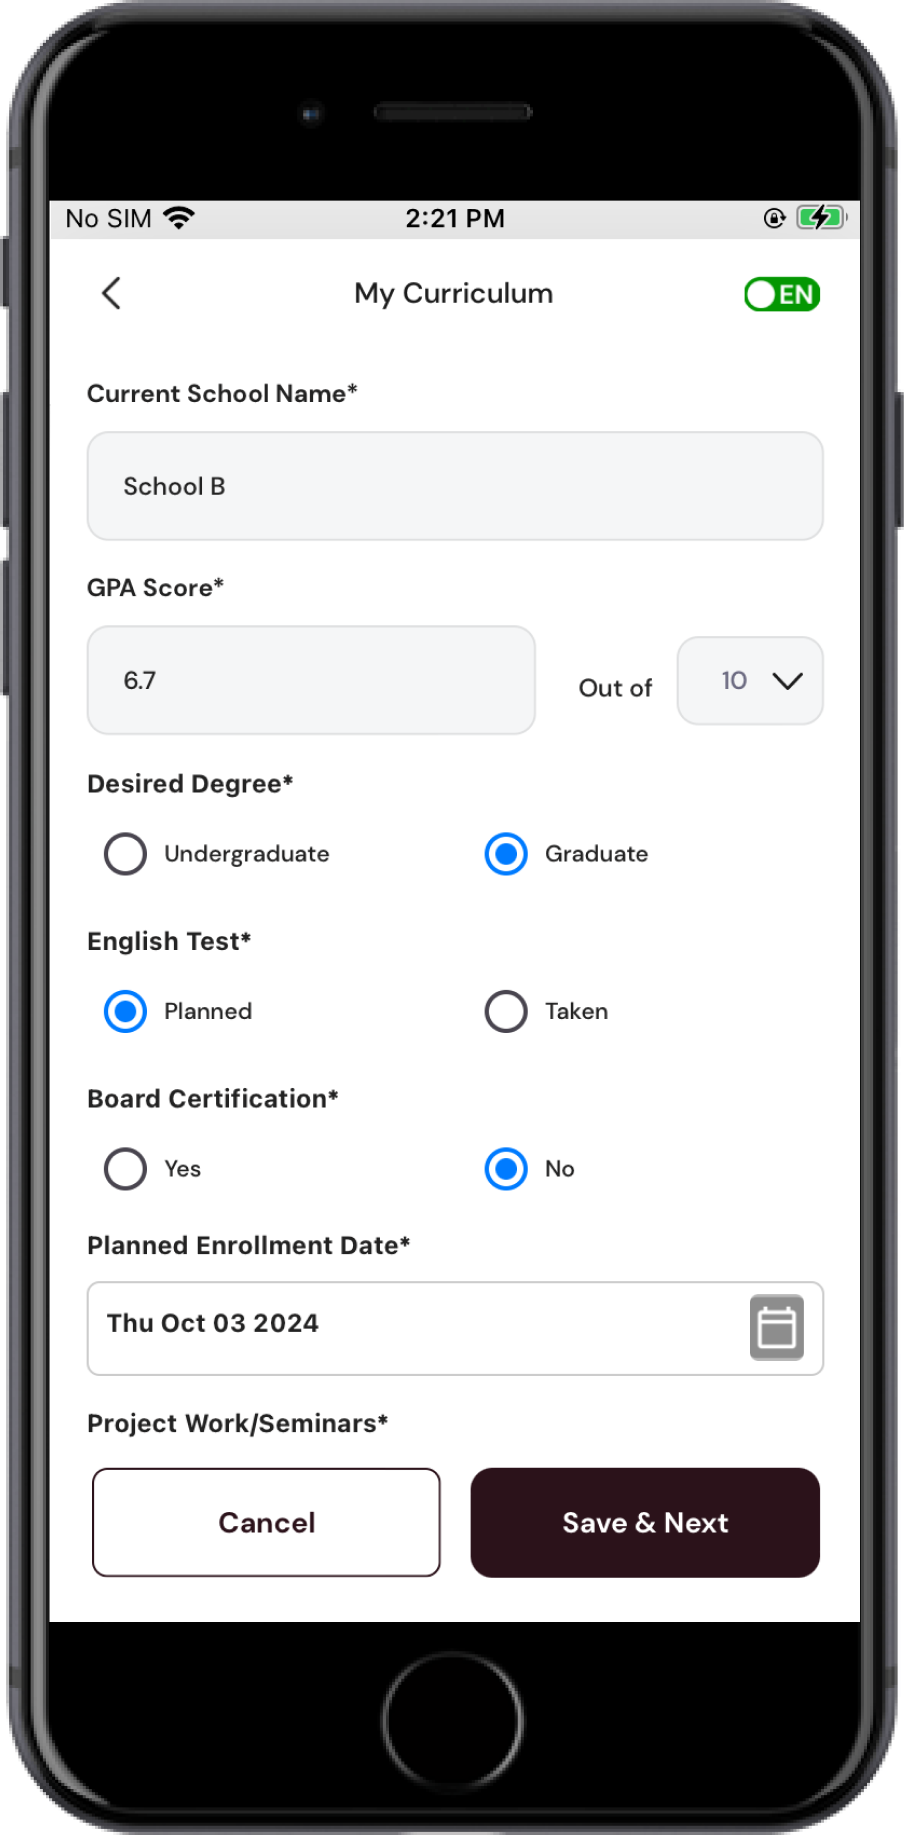 No SIM 2:21 PM
My Curriculum EN
Current School Name*
School B
GPA Score*
6.7 Out of 10
Desired Degree*
Undergraduate Graduate
English Test*
Planned Taken
Board Certification*
Yes No
Planned Enrollment Date*
Thu Oct 03 2024
Project Work/Seminars*
Cancel Save & Next